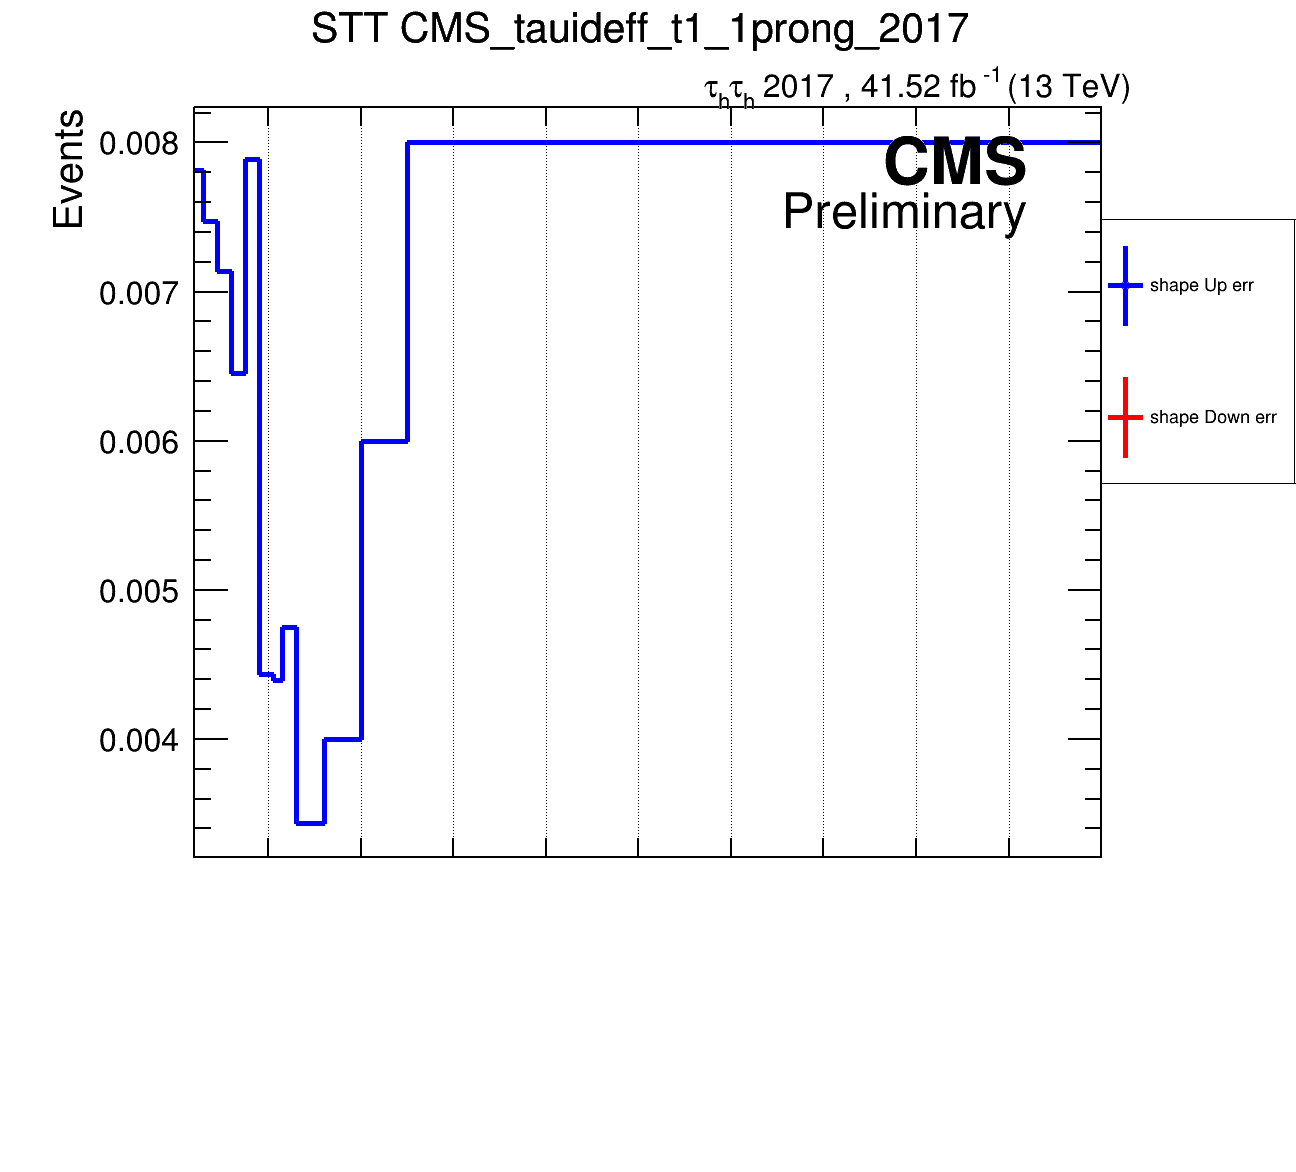 STT CMS_tauideff_t1_1prong_2017
τhτh 2017 , 41.52 fb -1 (13 TeV)
Events
CMS
Preliminary
0.008
0.007
0.006
0.005
0.004
shape Up err
shape Down err